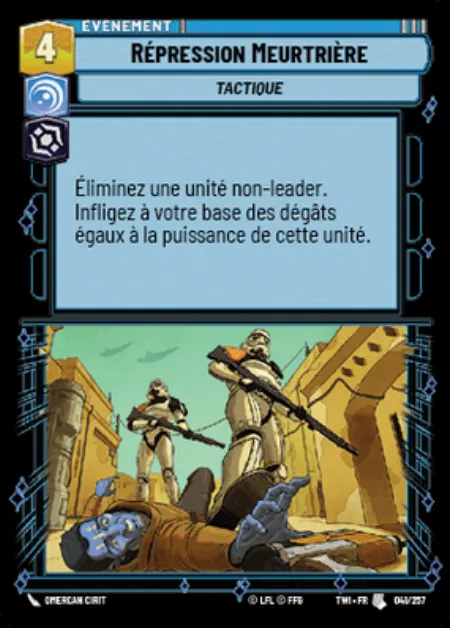 ÉVÉNEMENT
4
RÉPRESSION MEURTRIÈRE
TACTIQUE
Éliminez une unité non-leader.
Infligez à votre base des dégâts
égaux à la puissance de cette unité.
OMERCAN CIRIT
© LFL © FFG
TWI • FR
041/257